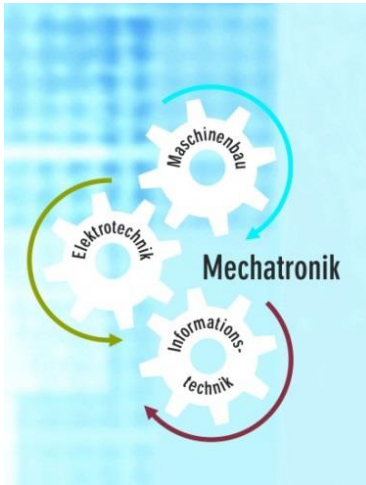 Maschinenbau
Elektrotechnik
Mechatronik
Informations-
technik